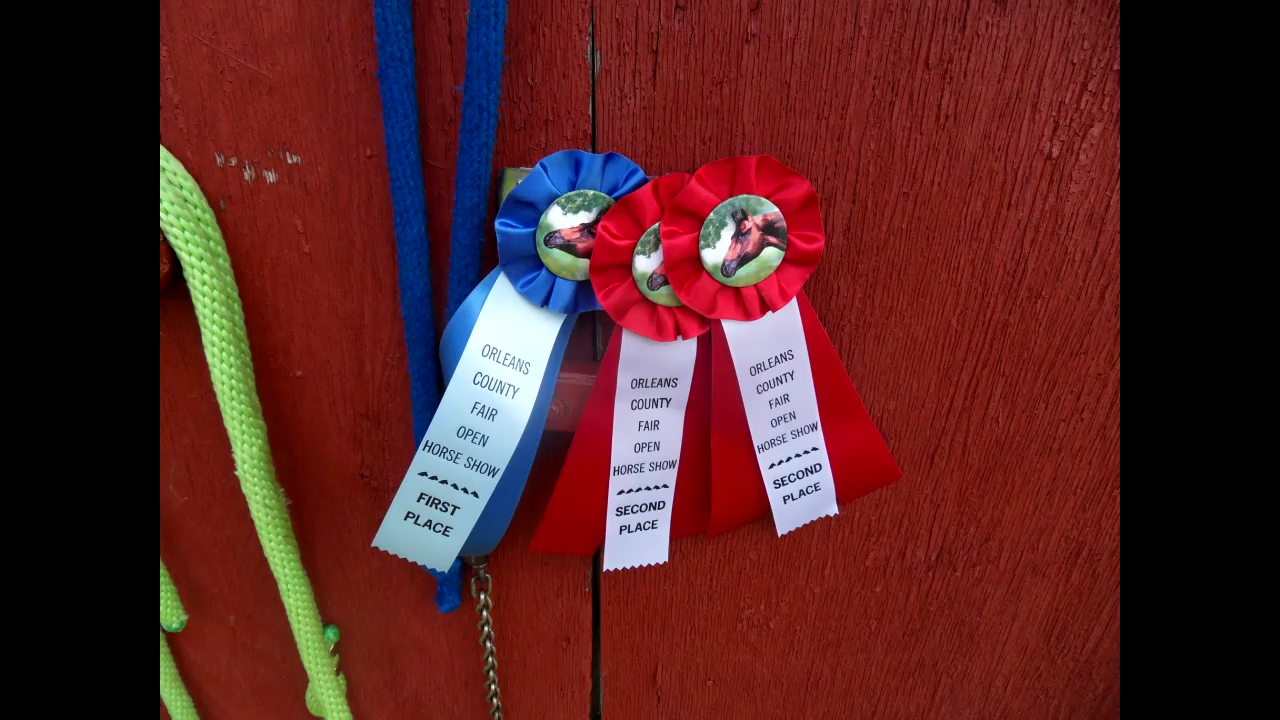 ORLEANS
COUNTY
FAIR
OPEN
HORSE SHOW
FIRST
PLACE
ORLEANS
COUNTY
FAIR
OPEN
HORSE SHOW
SECOND
PLACE
ORLEANS
COUNTY
FAIR
OPEN
HORSE SHOW
SECOND
PLACE